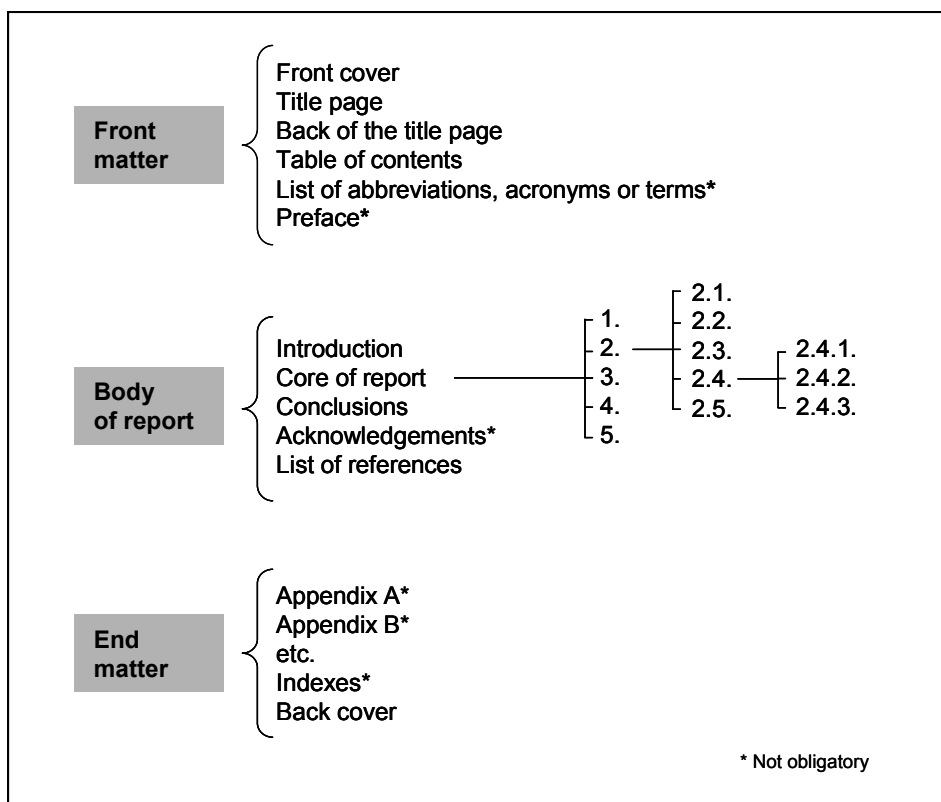 Front
matter
Front cover
Title page
Back of the title page
Table of contents
List of abbreviations, acronyms or terms*
Preface*
Body
of report
Introduction
Core of report
Conclusions
Acknowledgements*
List of references
1.
2.
3.
4.
5.
2.1.
2.2.
2.3.
2.4.
2.5.
2.4.1.
2.4.2.
2.4.3.
End
matter
Appendix A*
Appendix B*
etc.
Indexes*
Back cover
* Not obligatory